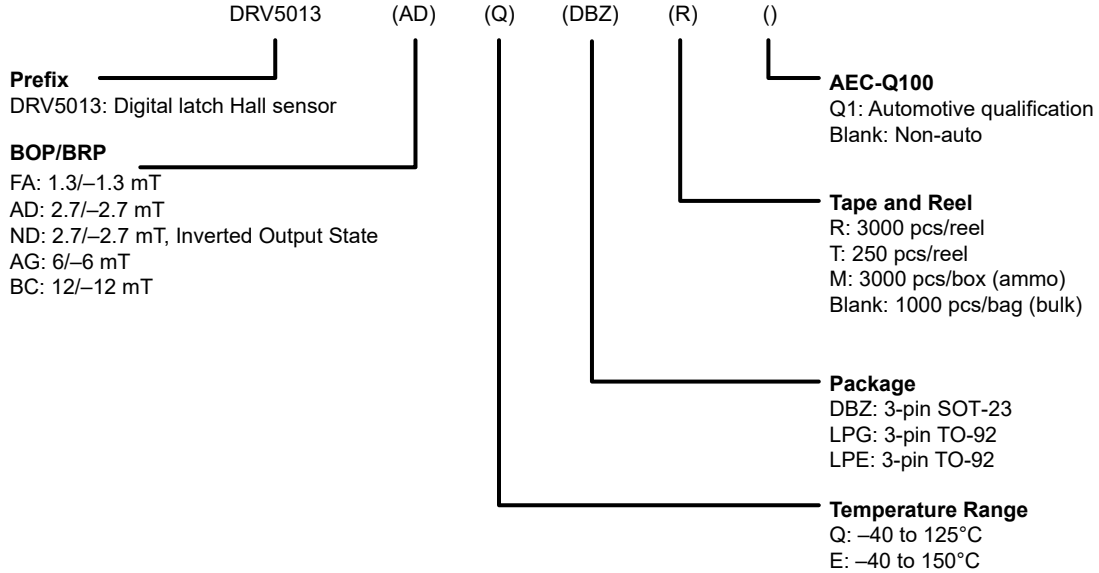 DRV5013 (AD) (Q) (DBZ) (R) ()
Prefix
DRV5013: Digital latch Hall sensor
BOP/BRP
FA: 1.3/–1.3 mT
AD: 2.7/–2.7 mT
ND: 2.7/–2.7 mT, Inverted Output State
AG: 6/–6 mT
BC: 12/–12 mT
AEC-Q100
Q1: Automotive qualification
Blank: Non-auto
Tape and Reel
R: 3000 pcs/reel
T: 250 pcs/reel
M: 3000 pcs/box (ammo)
Blank: 1000 pcs/bag (bulk)
Package
DBZ: 3-pin SOT-23
LPG: 3-pin TO-92
LPE: 3-pin TO-92
Temperature Range
Q: –40 to 125°C
E: –40 to 150°C